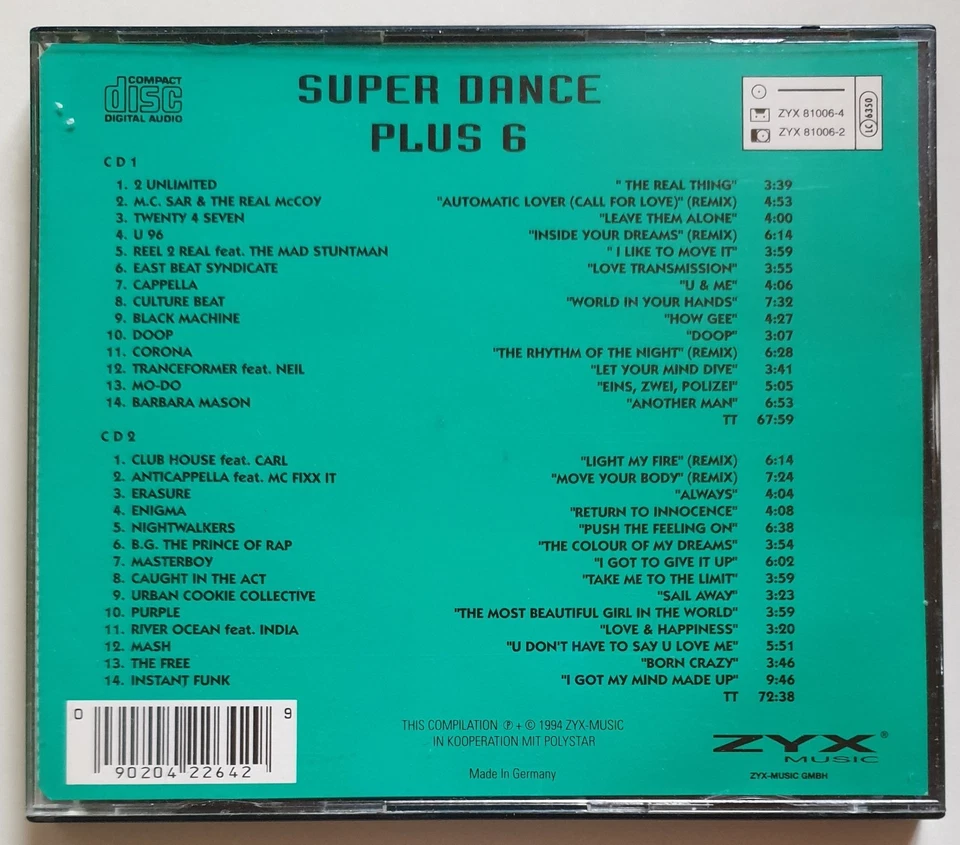 COMPACT
disc
DIGITAL AUDIO
SUPER DANCE
PLUS 6
ZYX 81006-4
ZYX 81006-2
LC 6350
CD 1
1. 2 UNLIMITED " THE REAL THING" 3:39
2. M.C. SAR & THE REAL McCOY "AUTOMATIC LOVER (CALL FOR LOVE)" (REMIX) 4:53
3. TWENTY 4 SEVEN "LEAVE THEM ALONE" 4:00
4. U 96 "INSIDE YOUR DREAMS" (REMIX) 6:14
5. REEL 2 REAL feat. THE MAD STUNTMAN " I LIKE TO MOVE IT" 3:59
6. EAST BEAT SYNDICATE "LOVE TRANSMISSION" 3:55
7. CAPPELLA "U & ME" 4:06
8. CULTURE BEAT "WORLD IN YOUR HANDS" 7:32
9. BLACK MACHINE "HOW GEE" 4:27
10. DOOP "DOOP" 3:07
11. CORONA "THE RHYTHM OF THE NIGHT" (REMIX) 6:28
12. TRANCEFORMER feat. NEIL "LET YOUR MIND DIVE" 3:41
13. MO-DO "EINS, ZWEI, POLIZEI" 5:05
14. BARBARA MASON "ANOTHER MAN" 6:53
TT 67:59
CD 2
1. CLUB HOUSE feat. CARL "LIGHT MY FIRE" (REMIX) 6:14
2. ANTICAPPELLA feat. MC FIXX IT "MOVE YOUR BODY" (REMIX) 7:24
3. ERASURE "ALWAYS" 4:04
4. ENIGMA "RETURN TO INNOCENCE" 4:08
5. NIGHTWALKERS "PUSH THE FEELING ON" 6:38
6. B.G. THE PRINCE OF RAP "THE COLOUR OF MY DREAMS" 3:54
7. MASTERBOY "I GOT TO GIVE IT UP" 6:02
8. CAUGHT IN THE ACT "TAKE ME TO THE LIMIT" 3:59
9. URBAN COOKIE COLLECTIVE "SAIL AWAY" 3:23
10. PURPLE "THE MOST BEAUTIFUL GIRL IN THE WORLD" 3:59
11. RIVER OCEAN feat. INDIA "LOVE & HAPPINESS" 3:20
12. MASH "U DON'T HAVE TO SAY U LOVE ME" 5:51
13. THE FREE "BORN CRAZY" 3:46
14. INSTANT FUNK "I GOT MY MIND MADE UP" 9:46
TT 72:38
0 90204 22642 9
THIS COMPILATION ℗ + © 1994 ZYX-MUSIC
IN KOOPERATION MIT POLYSTAR
Made In Germany
ZYX®
MUSIC
ZYX-MUSIC GMBH